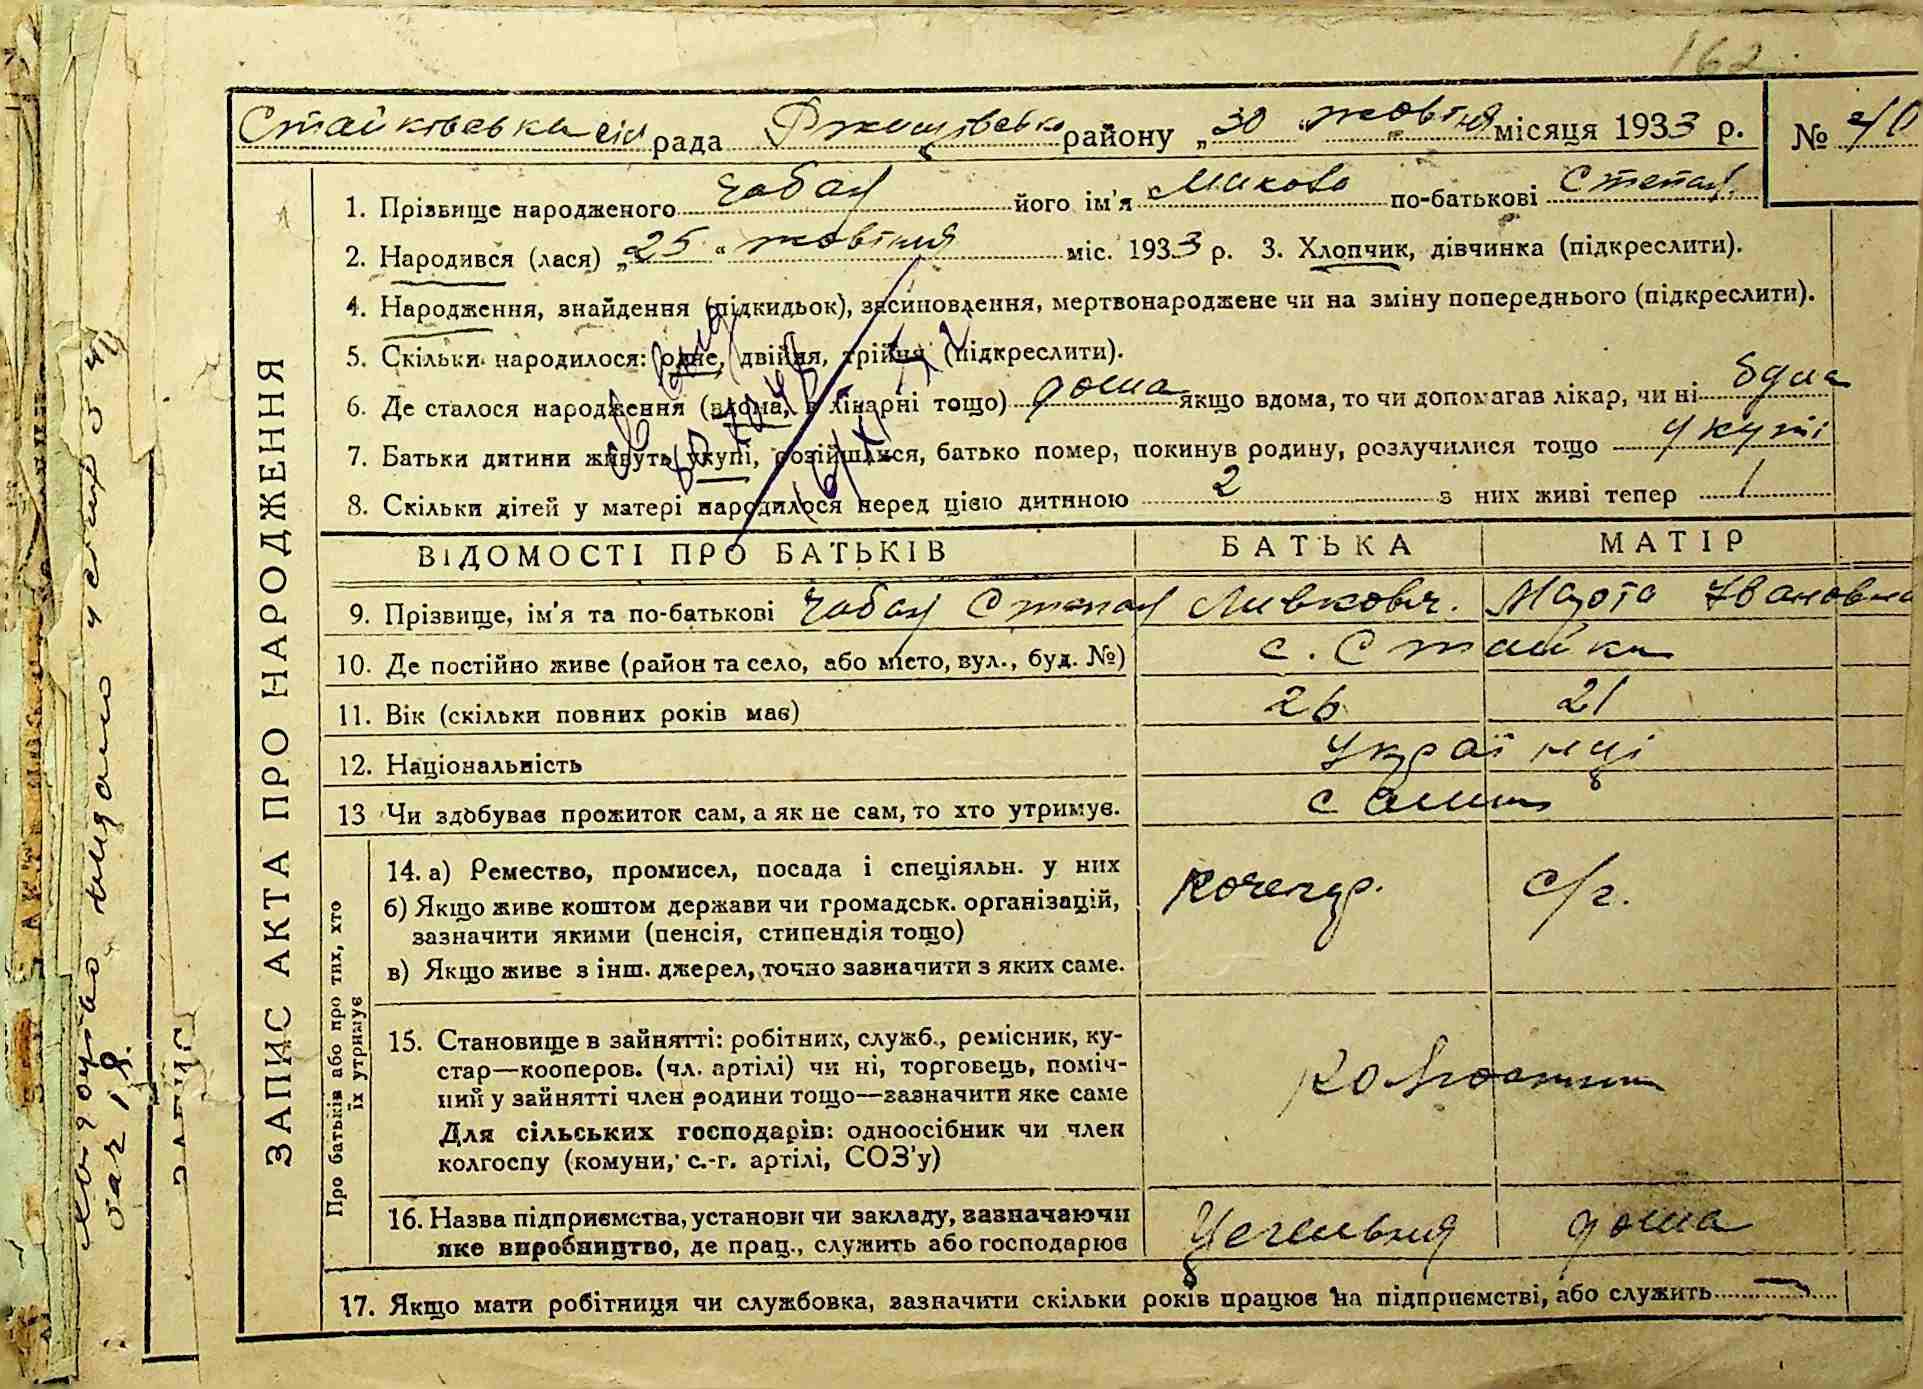 162
Стайківська сіл рада Ржищівсько району „30" жовтня місяця 1933 р. № 40
ЗАПИС АКТА ПРО НАРОДЖЕННЯ
1. Прізвище народженого Чабан його ім'я Микола по-батькові Степан.
2. Народився (лася) „25" жовтня міс. 1933 р. 3. Хлопчик, дівчинка (підкреслити).
4. Народження, знайдення (підкидьок), засиновлення, мертвонароджене чи на зміну попереднього (підкреслити).
5. Скільки народилося: одне, двійня, трійня (підкреслити).
6. Де сталося народження (вдома, в лікарні тощо) дома якщо вдома, то чи допомагав лікар, чи ні
7. Батьки дитини живуть укупі, розійшлися, батько помер, покинув родину, розлучилися тощо укупі
8. Скільки дітей у матері народилося перед цією дитиною 2 з них живі тепер 1
ВІДОМОСТІ ПРО БАТЬКІВ БАТЬКА МАТІР
9. Прізвище, ім'я та по-батькові Чабан Степан Левкович. Марта Івановна
10. Де постійно живе (район та село, або місто, вул., буд. №) с. Стайки
11. Вік (скільки повних років має) 26 21
12. Національність Українці
13 Чи здобуває прожиток сам, а як не сам, то хто утримує. сами
Про батьків або про тих, хто їх утримує
14. а) Ремество, промисел, посада і спеціяльн. у них Кочегар. с/г.
б) Якщо живе коштом держави чи громадськ. організацій,
зазначити якими (пенсія, стипендія тощо)
в) Якщо живе з інш. джерел, точно зазначити з яких саме.
15. Становище в зайнятті: робітник, служб., ремісник, ку-
стар—кооперов. (чл. артілі) чи ні, торговець, поміч-
ний у зайнятті член родини тощо—зазначити яке саме
Для сільських господарів: одноосібник чи член
колгоспу (комуни, с.-г. артілі, СОЗ'у)
16. Назва підприємства, установи чи закладу, зазначаючи Цегельня дома
яке виробництво, де прац., служить або господарює
17. Якщо мати робітниця чи службовка, зазначити скільки років працює на підприємстві, або служить